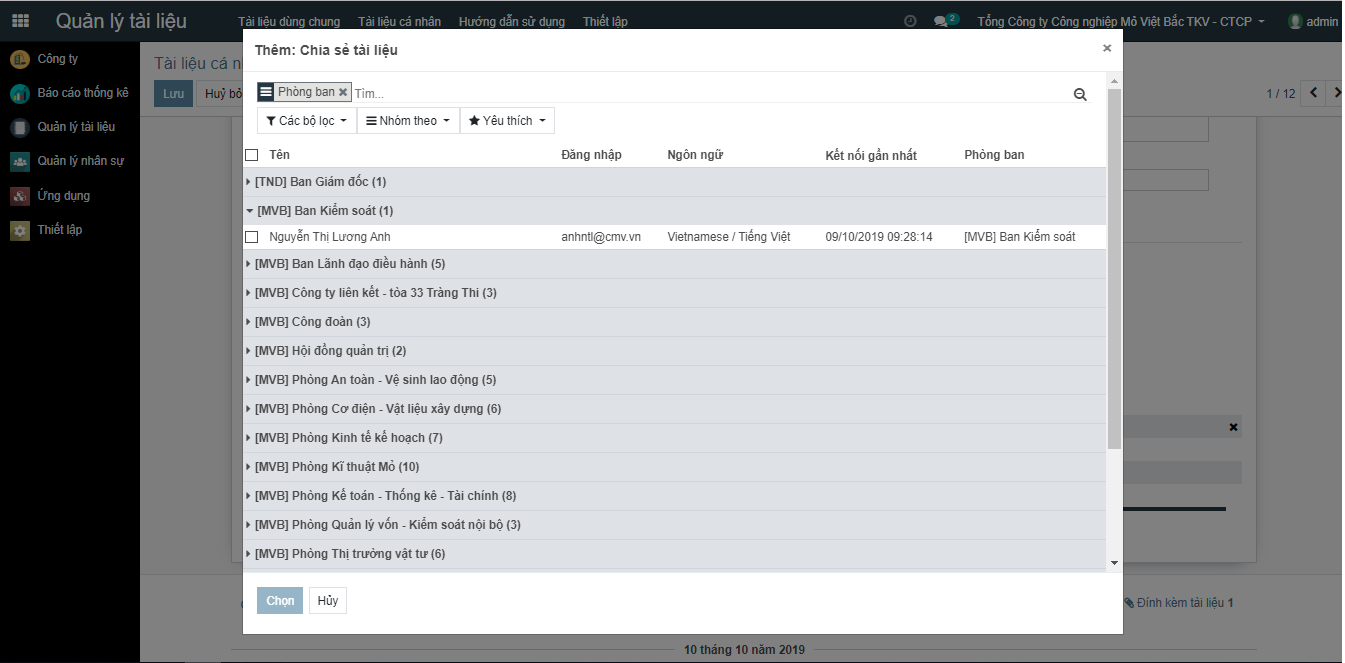 Quản lý tài liệu Tài liệu dùng chung Tài liệu cá nhân Hướng dẫn sử dụng Thiết lập 2 Tổng Công ty Công nghiệp Mỏ Việt Bắc TKV - CTCP admin
Công ty
Báo cáo thống kê
Quản lý tài liệu
Quản lý nhân sự
Ứng dụng
Thiết lập
Tài liệu cá
Lưu Huỷ bỏ 1 / 12
Thêm: Chia sẻ tài liệu ×
Phòng ban Tìm...
Các bộ lọc Nhóm theo Yêu thích
Tên Đăng nhập Ngôn ngữ Kết nối gần nhất Phòng ban
[TND] Ban Giám đốc (1)
[MVB] Ban Kiểm soát (1)
Nguyễn Thị Lương Anh anhntl@cmv.vn Vietnamese / Tiếng Việt 09/10/2019 09:28:14 [MVB] Ban Kiểm soát
[MVB] Ban Lãnh đạo điều hành (5)
[MVB] Công ty liên kết - tòa 33 Tràng Thi (3)
[MVB] Công đoàn (3)
[MVB] Hội đồng quản trị (2)
[MVB] Phòng An toàn - Vệ sinh lao động (5)
[MVB] Phòng Cơ điện - Vật liệu xây dựng (6)
[MVB] Phòng Kinh tế kế hoạch (7)
[MVB] Phòng Kĩ thuật Mỏ (10)
[MVB] Phòng Kế toán - Thống kê - Tài chính (8)
[MVB] Phòng Quản lý vốn - Kiểm soát nội bộ (3)
[MVB] Phòng Thị trường vật tư (6)
Chọn Hủy
Đính kèm tài liệu 1
10 tháng 10 năm 2019